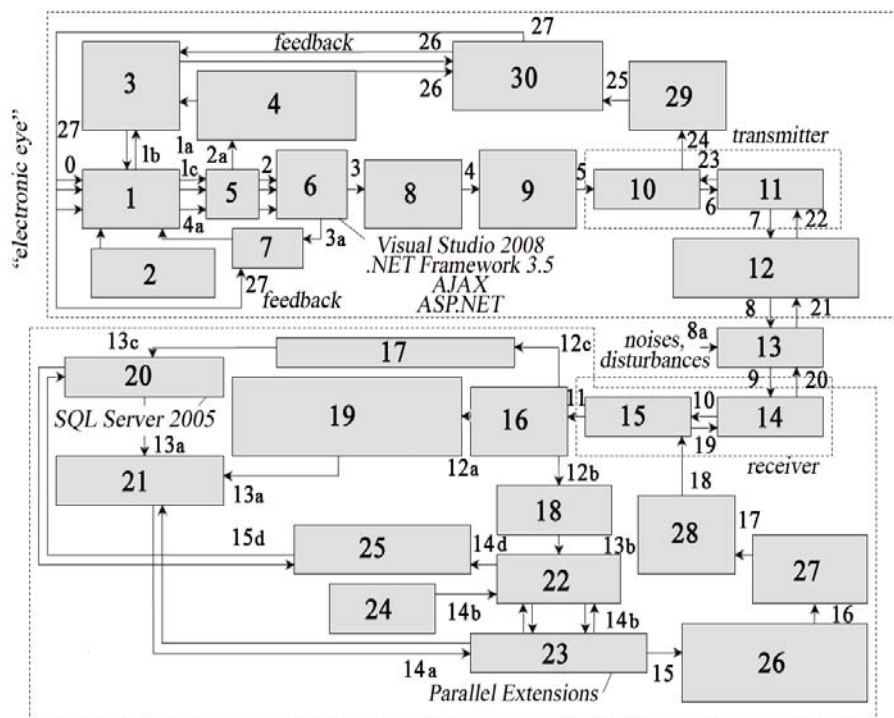 27
feedback
26
3
30
4
26
25
29
27
1a
24
transmitter
0
1b
1c
2a
2
3
4
5
23
1
5
6
8
9
10
11
6
4a
7
3a
7
22
2
27
feedback
Visual Studio 2008
.NET Framework 3.5
AJAX
ASP.NET
12
"electronic eye"
8
21
8a
noises,
disturbances
13
13c
17
12c
9
20
20
SQL Server 2005
19
16
11
15
10
14
19
13a
12a
12b
receiver
21
13a
18
18
28
17
15d
25
14d
13b
22
27
24
14b
14b
16
23
15
26
14a
Parallel Extensions